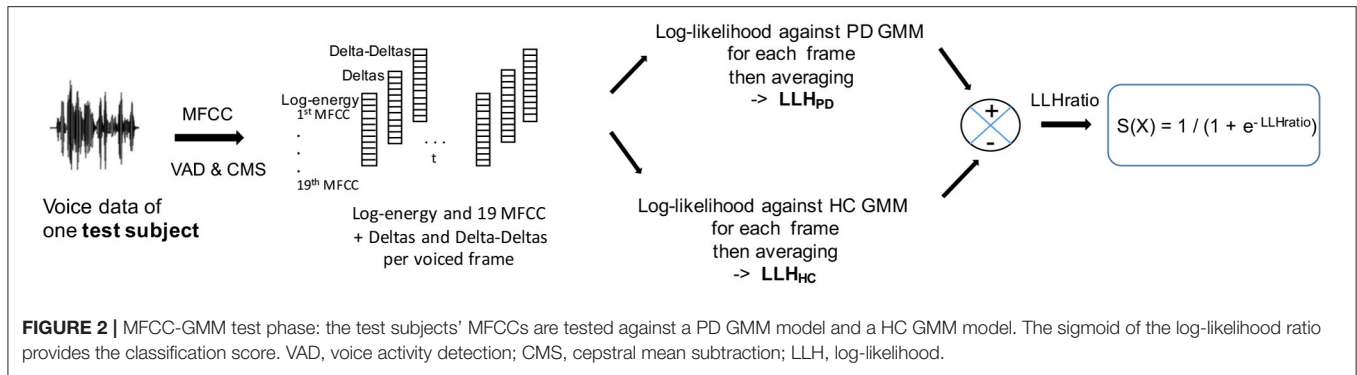 MFCC
VAD & CMS
Voice data of
one test subject
Delta-Deltas
Deltas
Log-energy
1st MFCC
.
.
.
19th MFCC
. . .
t
Log-energy and 19 MFCC
+ Deltas and Delta-Deltas
per voiced frame
Log-likelihood against PD GMM
for each frame
then averaging
-> LLHPD
Log-likelihood against HC GMM
for each frame
then averaging
-> LLHHC
+
-
LLHratio
S(X) = 1 / (1 + e-LLHratio)
FIGURE 2 | MFCC-GMM test phase: the test subjects' MFCCs are tested against a PD GMM model and a HC GMM model. The sigmoid of the log-likelihood ratio
provides the classification score. VAD, voice activity detection; CMS, cepstral mean subtraction; LLH, log-likelihood.